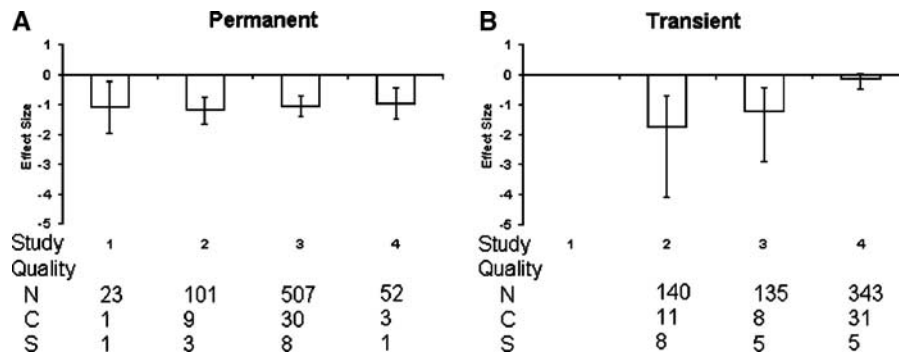 A Permanent B Transient
1 1
0 0
-1 -1
-2 -2
-3 -3
-4 -4
-5 -5
Effect Size Effect Size
Study 1 2 3 4 1 2 3 4
Quality
N 23 101 507 52 140 135 343
C 1 9 30 3 11 8 31
S 1 3 8 1 8 5 5